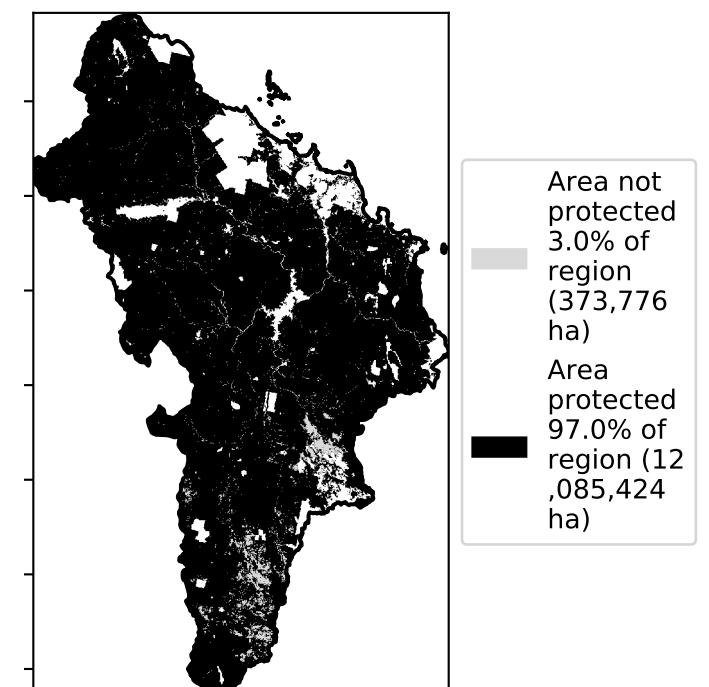 Area not
protected
3.0% of
region
(373,776
ha)
Area
protected
97.0% of
region (12
,085,424
ha)